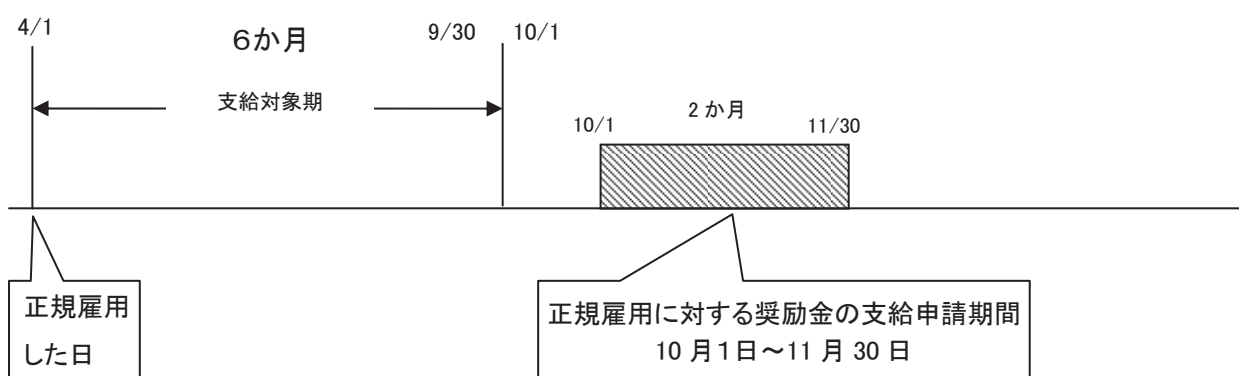 4/1
6か月
9/30
10/1
支給対象期
10/1
2か月
11/30
正規雇用
した日
正規雇用に対する奨励金の支給申請期間
10月1日～11月30日